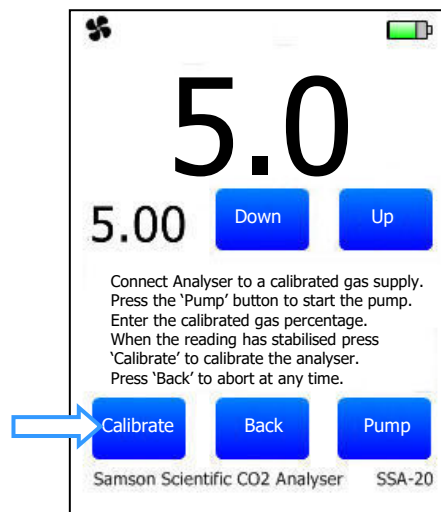 5.0
5.00 Down Up
Connect Analyser to a calibrated gas supply.
Press the ‘Pump’ button to start the pump.
Enter the calibrated gas percentage.
When the reading has stabilised press
‘Calibrate’ to calibrate the analyser.
Press ‘Back’ to abort at any time.
Calibrate Back Pump
Samson Scientific CO2 Analyser SSA-20